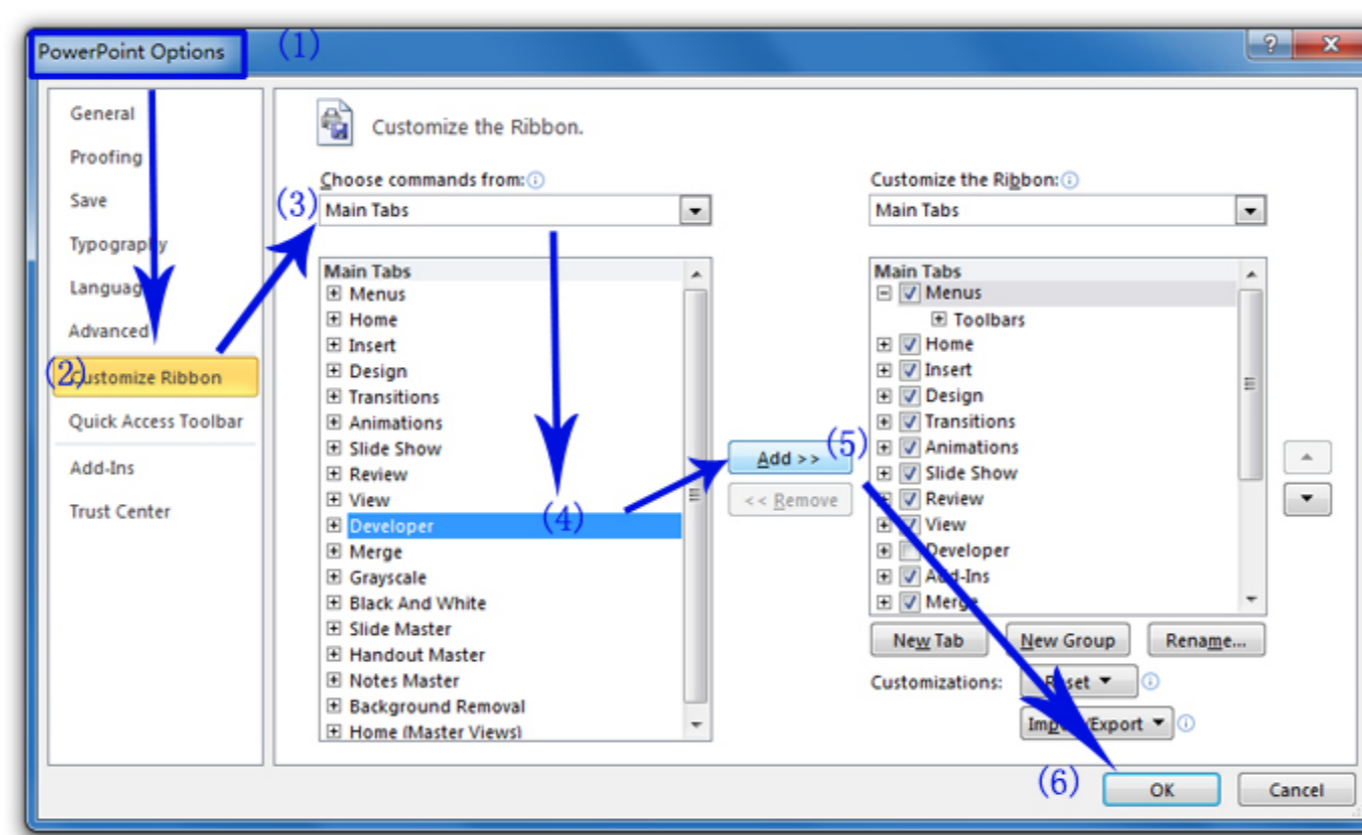 PowerPoint Options (1)
General
Proofing
Save
Typography
Language
Advanced
(2) Customize Ribbon
Quick Access Toolbar
Add-Ins
Trust Center
Customize the Ribbon.
Choose commands from:
(3) Main Tabs
Main Tabs
Menus
Home
Insert
Design
Transitions
Animations
Slide Show
Review
View
Developer (4)
Merge
Grayscale
Black And White
Slide Master
Handout Master
Notes Master
Background Removal
Home (Master Views)
Add >> (5)
<< Remove
Customize the Ribbon:
Main Tabs
Main Tabs
Menus
Toolbars
Home
Insert
Design
Transitions
Animations
Slide Show
Review
View
Developer
Add-Ins
Merge
New Tab New Group Rename...
Customizations: Reset
Import/Export
(6) OK Cancel